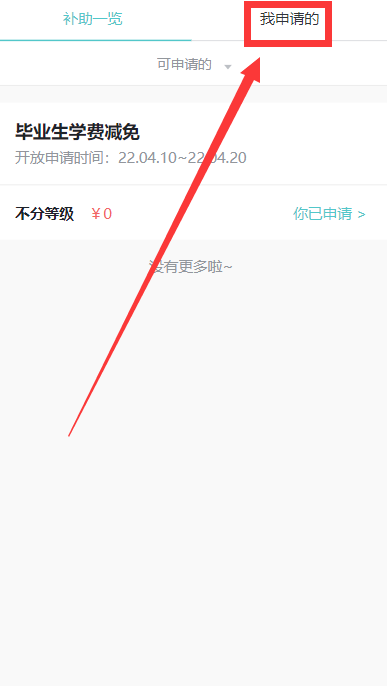 补助一览 我申请的
可申请的
毕业生学费减免
开放申请时间：22.04.10~22.04.20
不分等级 ￥0 你已申请 >
没有更多啦~